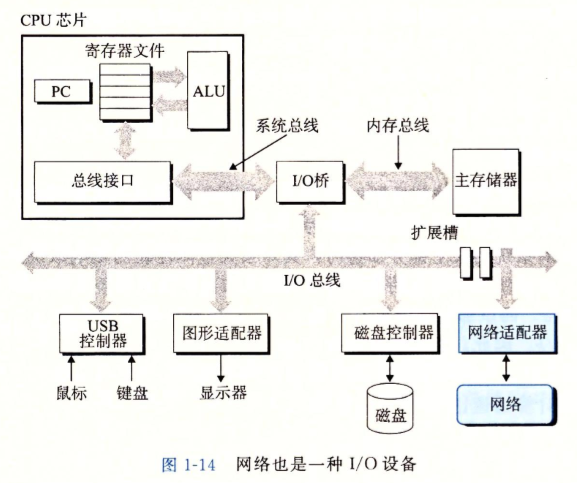 CPU 芯片
寄存器文件
PC
ALU
系统总线
内存总线
总线接口
I/O桥
主存储器
扩展槽
I/O 总线
USB
控制器
图形适配器
磁盘控制器
网络适配器
鼠标
键盘
显示器
磁盘
网络
图 1-14 网络也是一种 I/O 设备